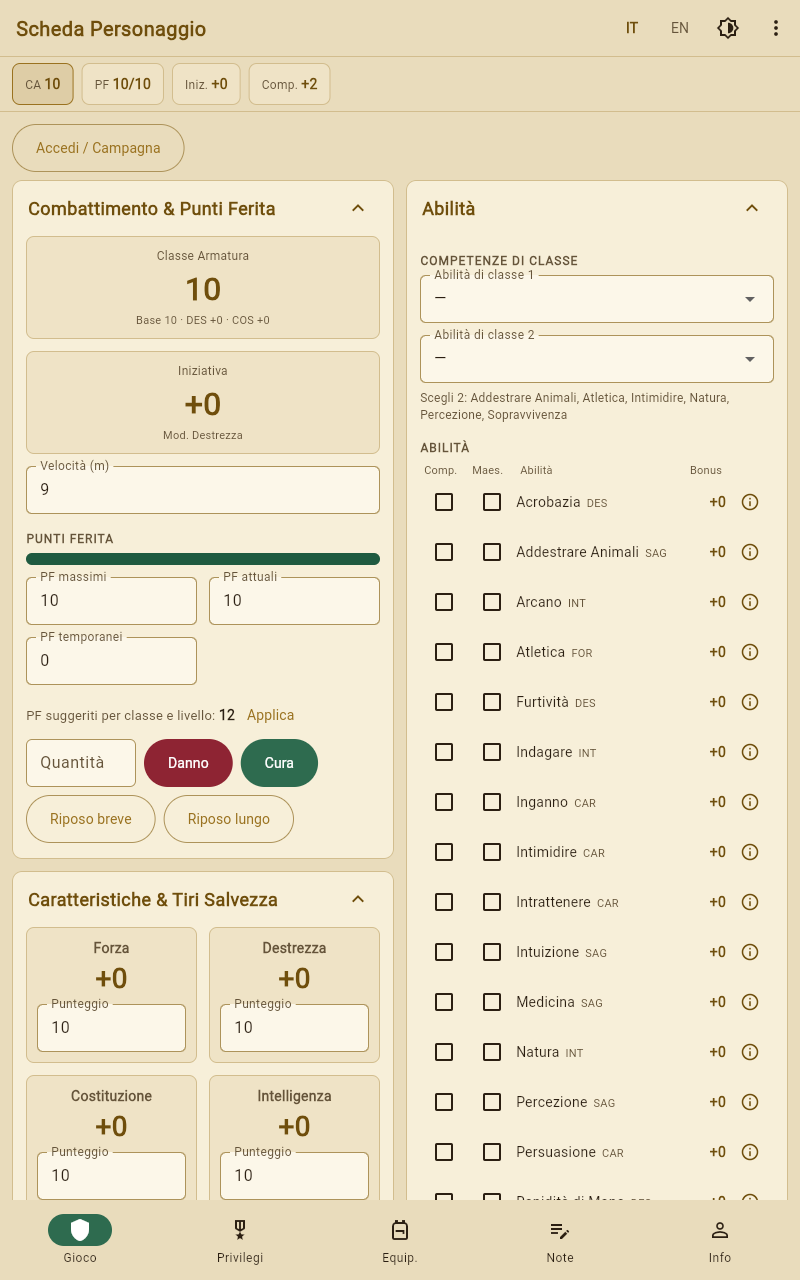 Scheda Personaggio
IT
EN
CA 10
PF 10/10
Iniz. +0
Comp. +2
Accedi / Campagna
Combattimento & Punti Ferita
Classe Armatura
10
Base 10 · DES +0 · COS +0
Iniziativa
+0
Mod. Destrezza
Velocità (m)
9
PUNTI FERITA
PF massimi
10
PF attuali
10
PF temporanei
0
PF suggeriti per classe e livello: 12 Applica
Quantità
Danno
Cura
Riposo breve
Riposo lungo
Caratteristiche & Tiri Salvezza
Forza
+0
Punteggio
10
Destrezza
+0
Punteggio
10
Costituzione
+0
Punteggio
10
Intelligenza
+0
Punteggio
10
Abilità
COMPETENZE DI CLASSE
Abilità di classe 1
—
Abilità di classe 2
—
Scegli 2: Addestrare Animali, Atletica, Intimidire, Natura,
Percezione, Sopravvivenza
ABILITÀ
Comp. Maes. Abilità Bonus
Acrobazia DES +0
Addestrare Animali SAG +0
Arcano INT +0
Atletica FOR +0
Furtività DES +0
Indagare INT +0
Inganno CAR +0
Intimidire CAR +0
Intrattenere CAR +0
Intuizione SAG +0
Medicina SAG +0
Natura INT +0
Percezione SAG +0
Persuasione CAR +0
Gioco
Privilegi
Equip.
Note
Info